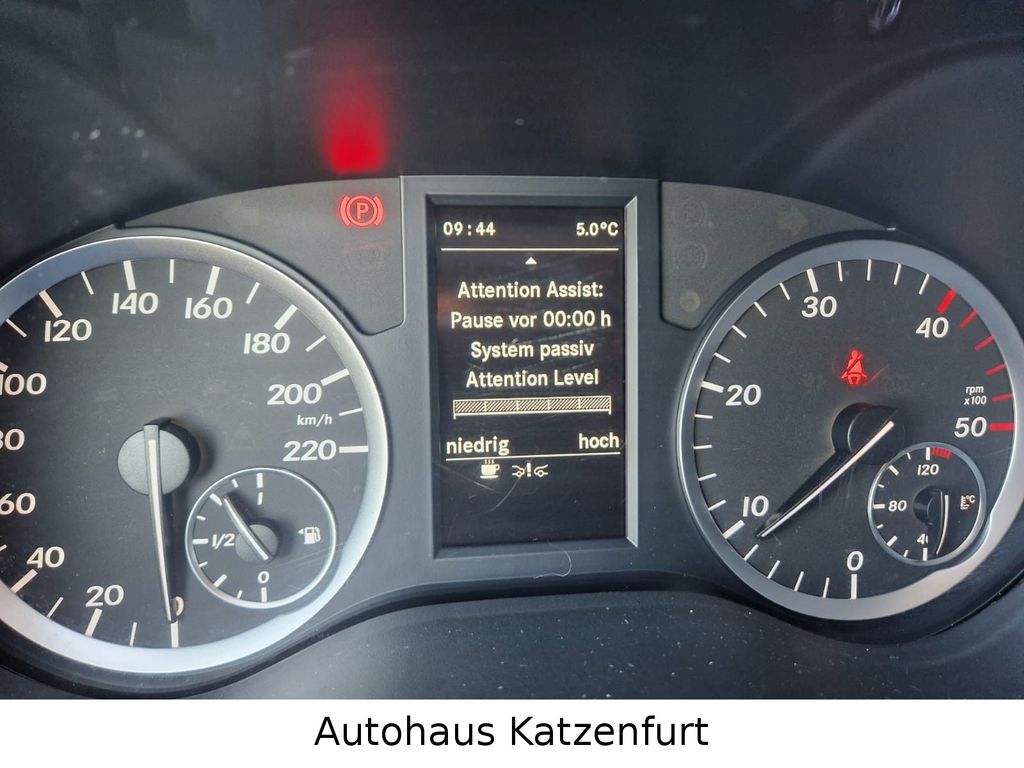 09:44 5.0°C
Attention Assist:
Pause vor 00:00 h
System passiv
Attention Level
niedrig hoch
P
20
40
60
80
100
120
140
160
180
200
220
km/h
1
1/2
0
0
10
20
30
40
50
rpm
x100
120
80
°C
Autohaus Katzenfurt